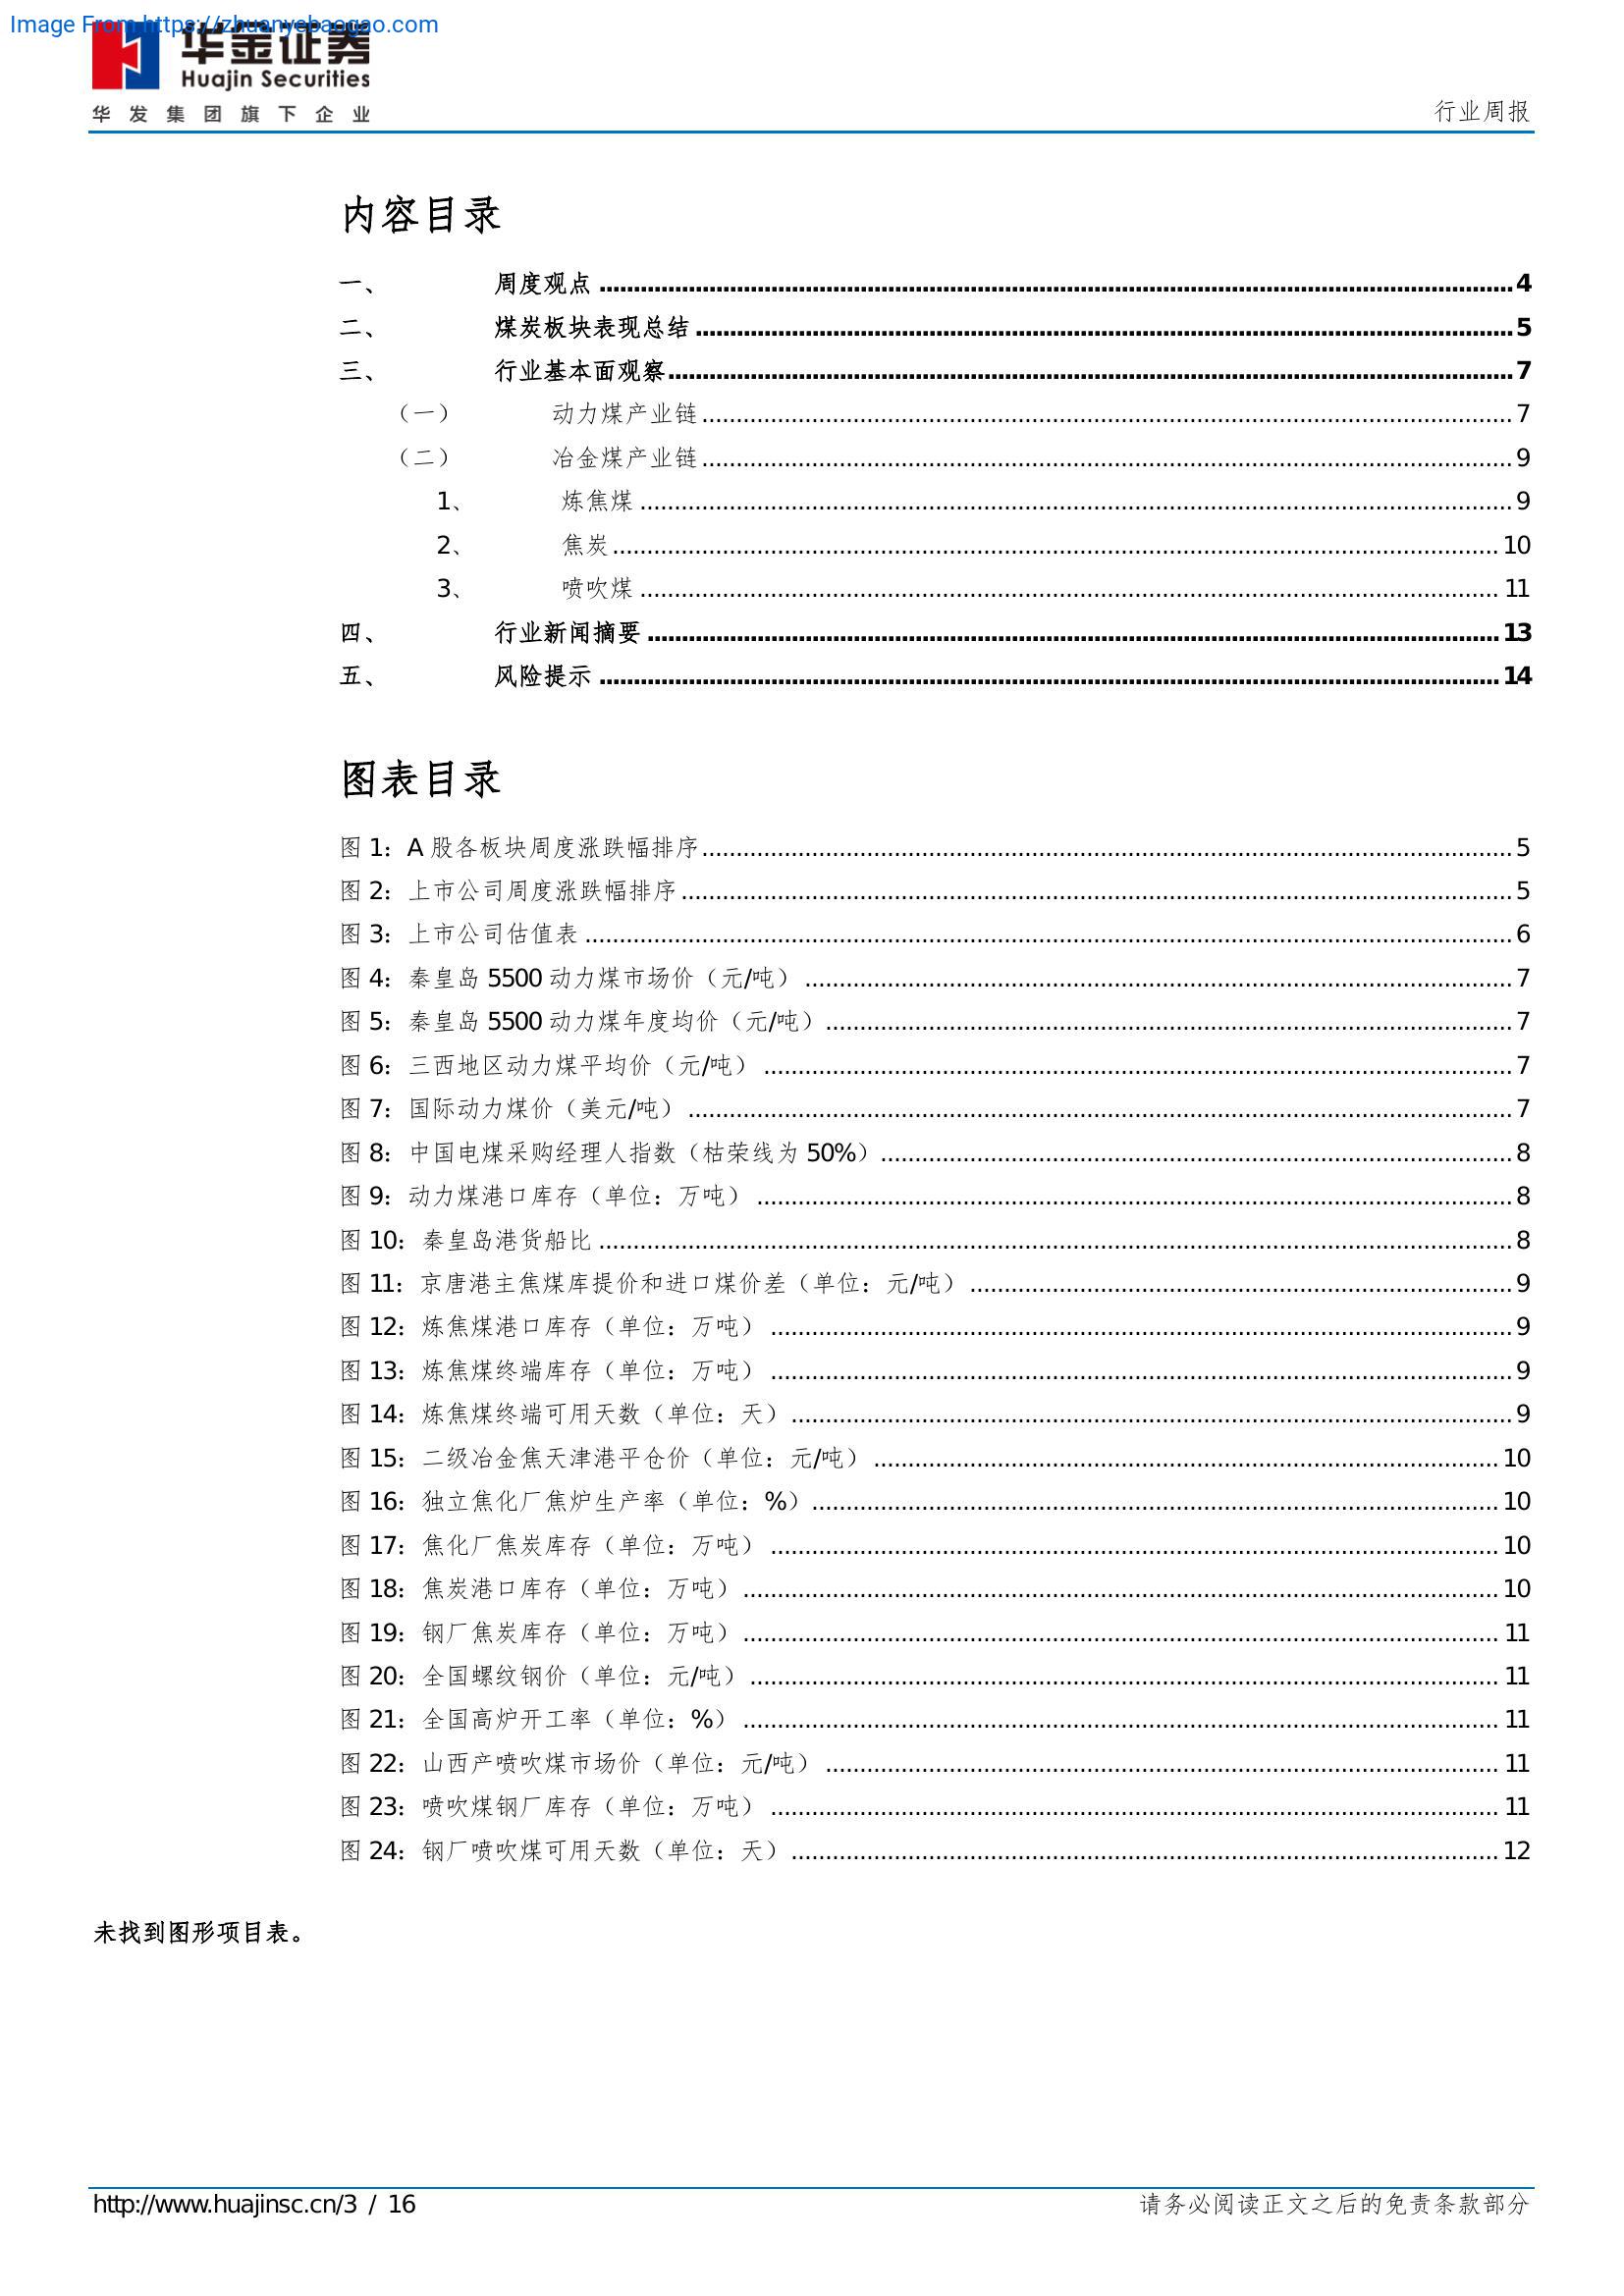 Image From https://zhuanyebaogao.com
华金证券
Huajin Securities
华发集团旗下企业
行业周报
内容目录
一、 周度观点 4
二、 煤炭板块表现总结 5
三、 行业基本面观察 7
（一） 动力煤产业链 7
（二） 冶金煤产业链 9
1、 炼焦煤 9
2、 焦炭 10
3、 喷吹煤 11
四、 行业新闻摘要 13
五、 风险提示 14
图表目录
图 1：A 股各板块周度涨跌幅排序 5
图 2：上市公司周度涨跌幅排序 5
图 3：上市公司估值表 6
图 4：秦皇岛 5500 动力煤市场价（元/吨） 7
图 5：秦皇岛 5500 动力煤年度均价（元/吨） 7
图 6：三西地区动力煤平均价（元/吨） 7
图 7：国际动力煤价（美元/吨） 7
图 8：中国电煤采购经理人指数（枯荣线为 50%） 8
图 9：动力煤港口库存（单位：万吨） 8
图 10：秦皇岛港货船比 8
图 11：京唐港主焦煤库提价和进口煤价差（单位：元/吨） 9
图 12：炼焦煤港口库存（单位：万吨） 9
图 13：炼焦煤终端库存（单位：万吨） 9
图 14：炼焦煤终端可用天数（单位：天） 9
图 15：二级冶金焦天津港平仓价（单位：元/吨） 10
图 16：独立焦化厂焦炉生产率（单位：%） 10
图 17：焦化厂焦炭库存（单位：万吨） 10
图 18：焦炭港口库存（单位：万吨） 10
图 19：钢厂焦炭库存（单位：万吨） 11
图 20：全国螺纹钢价（单位：元/吨） 11
图 21：全国高炉开工率（单位：%） 11
图 22：山西产喷吹煤市场价（单位：元/吨） 11
图 23：喷吹煤钢厂库存（单位：万吨） 11
图 24：钢厂喷吹煤可用天数（单位：天） 12
未找到图形项目表。
http://www.huajinsc.cn/3 / 16
请务必阅读正文之后的免责条款部分